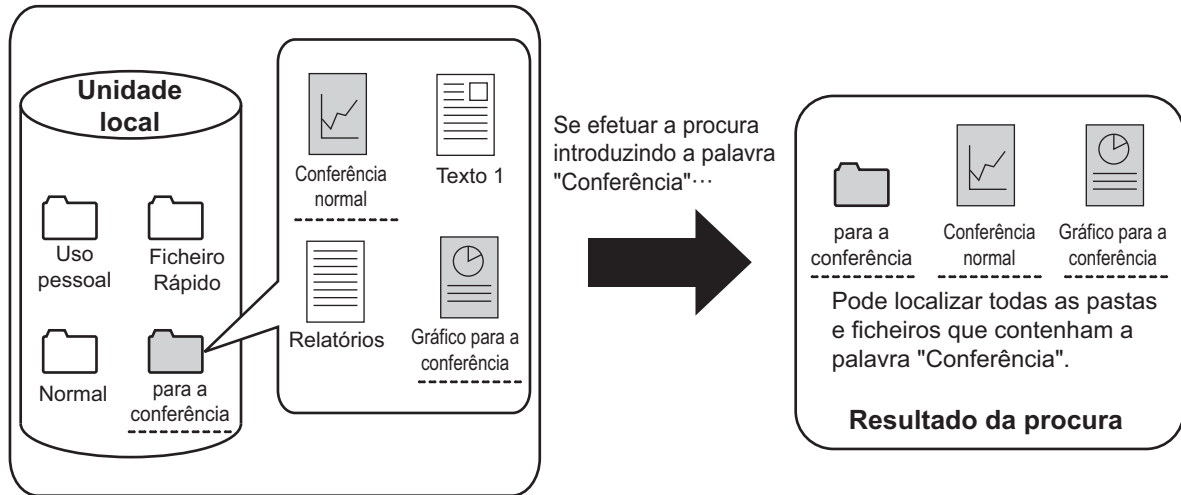 Unidade
local
Uso
pessoal
Ficheiro
Rápido
Normal
para a
conferência
Conferência
normal
Texto 1
Relatórios
Gráfico para a
conferência
Se efetuar a procura
introduzindo a palavra
"Conferência"···
para a
conferência
Conferência
normal
Gráfico para a
conferência
Pode localizar todas as pastas
e ficheiros que contenham a
palavra "Conferência".
Resultado da procura